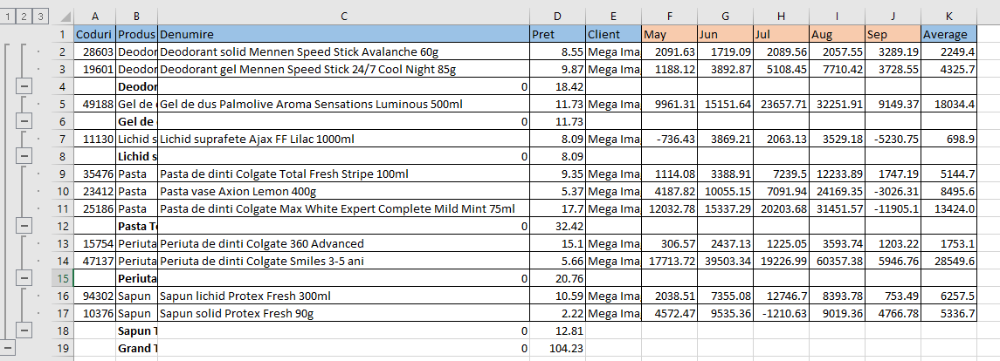 1 2 3 A B C D E F G H I J K
1 Coduri Produs Denumire Pret Client May Jun Jul Aug Sep Average
2 28603 Deodor Deodorant solid Mennen Speed Stick Avalanche 60g 8.55 Mega Ima 2091.63 1719.09 2089.56 2057.55 3289.19 2249.4
3 19601 Deodor Deodorant gel Mennen Speed Stick 24/7 Cool Night 85g 9.87 Mega Ima 1188.12 3892.87 5108.45 7710.42 3728.55 4325.7
4 Deodor 0 18.42
5 49188 Gel de Gel de dus Palmolive Aroma Sensations Luminous 500ml 11.73 Mega Ima 9961.31 15151.64 23657.71 32251.91 9149.37 18034.4
6 Gel de 0 11.73
7 11130 Lichid s Lichid suprafete Ajax FF Lilac 1000ml 8.09 Mega Ima -736.43 3869.21 2063.13 3529.18 -5230.75 698.9
8 Lichid s 0 8.09
9 35476 Pasta Pasta de dinti Colgate Total Fresh Stripe 100ml 9.35 Mega Ima 1114.08 3388.91 7239.5 12233.89 1747.19 5144.7
10 23412 Pasta Pasta vase Axion Lemon 400g 5.37 Mega Ima 4187.82 10055.15 7091.94 24169.35 -3026.31 8495.6
11 25186 Pasta Pasta de dinti Colgate Max White Expert Complete Mild Mint 75ml 17.7 Mega Ima 12032.78 15337.29 20203.68 31451.57 -11905.1 13424.0
12 Pasta T 0 32.42
13 15754 Periuta Periuta de dinti Colgate 360 Advanced 15.1 Mega Ima 306.57 2437.13 1225.05 3593.74 1203.22 1753.1
14 47137 Periuta Periuta de dinti Colgate Smiles 3-5 ani 5.66 Mega Ima 17713.72 39503.34 19226.99 60357.38 5946.76 28549.6
15 Periuta 0 20.76
16 94302 Sapun Sapun lichid Protex Fresh 300ml 10.59 Mega Ima 2038.51 7355.08 12746.7 8393.78 753.49 6257.5
17 10376 Sapun Sapun solid Protex Fresh 90g 2.22 Mega Ima 4572.47 9535.36 -1210.63 9019.36 4766.78 5336.7
18 Sapun T 0 12.81
19 Grand T 0 104.23